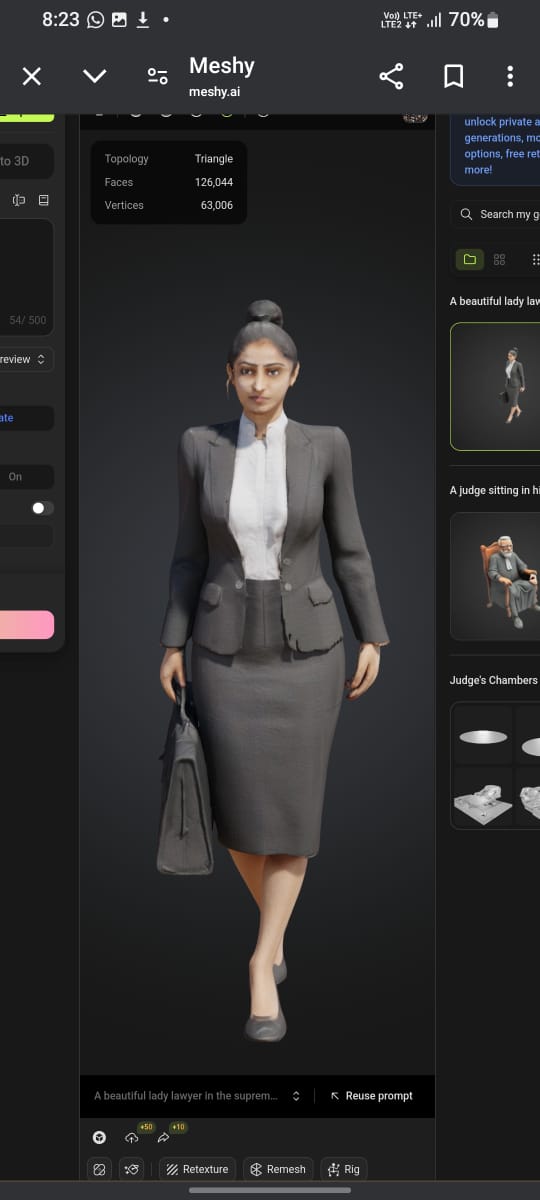 8:23
Vo)) LTE+
LTE2
70%
Meshy
meshy.ai
to 3D
54/ 500
On
Topology Triangle
Faces 126,044
Vertices 63,006
unlock private a
generations, mo
options, free ret
more!
Search my g
A beautiful lady law
A judge sitting in hi
Judge's Chambers
A beautiful lady lawyer in the suprem...
Reuse prompt
+50
+10
Retexture
Remesh
Rig